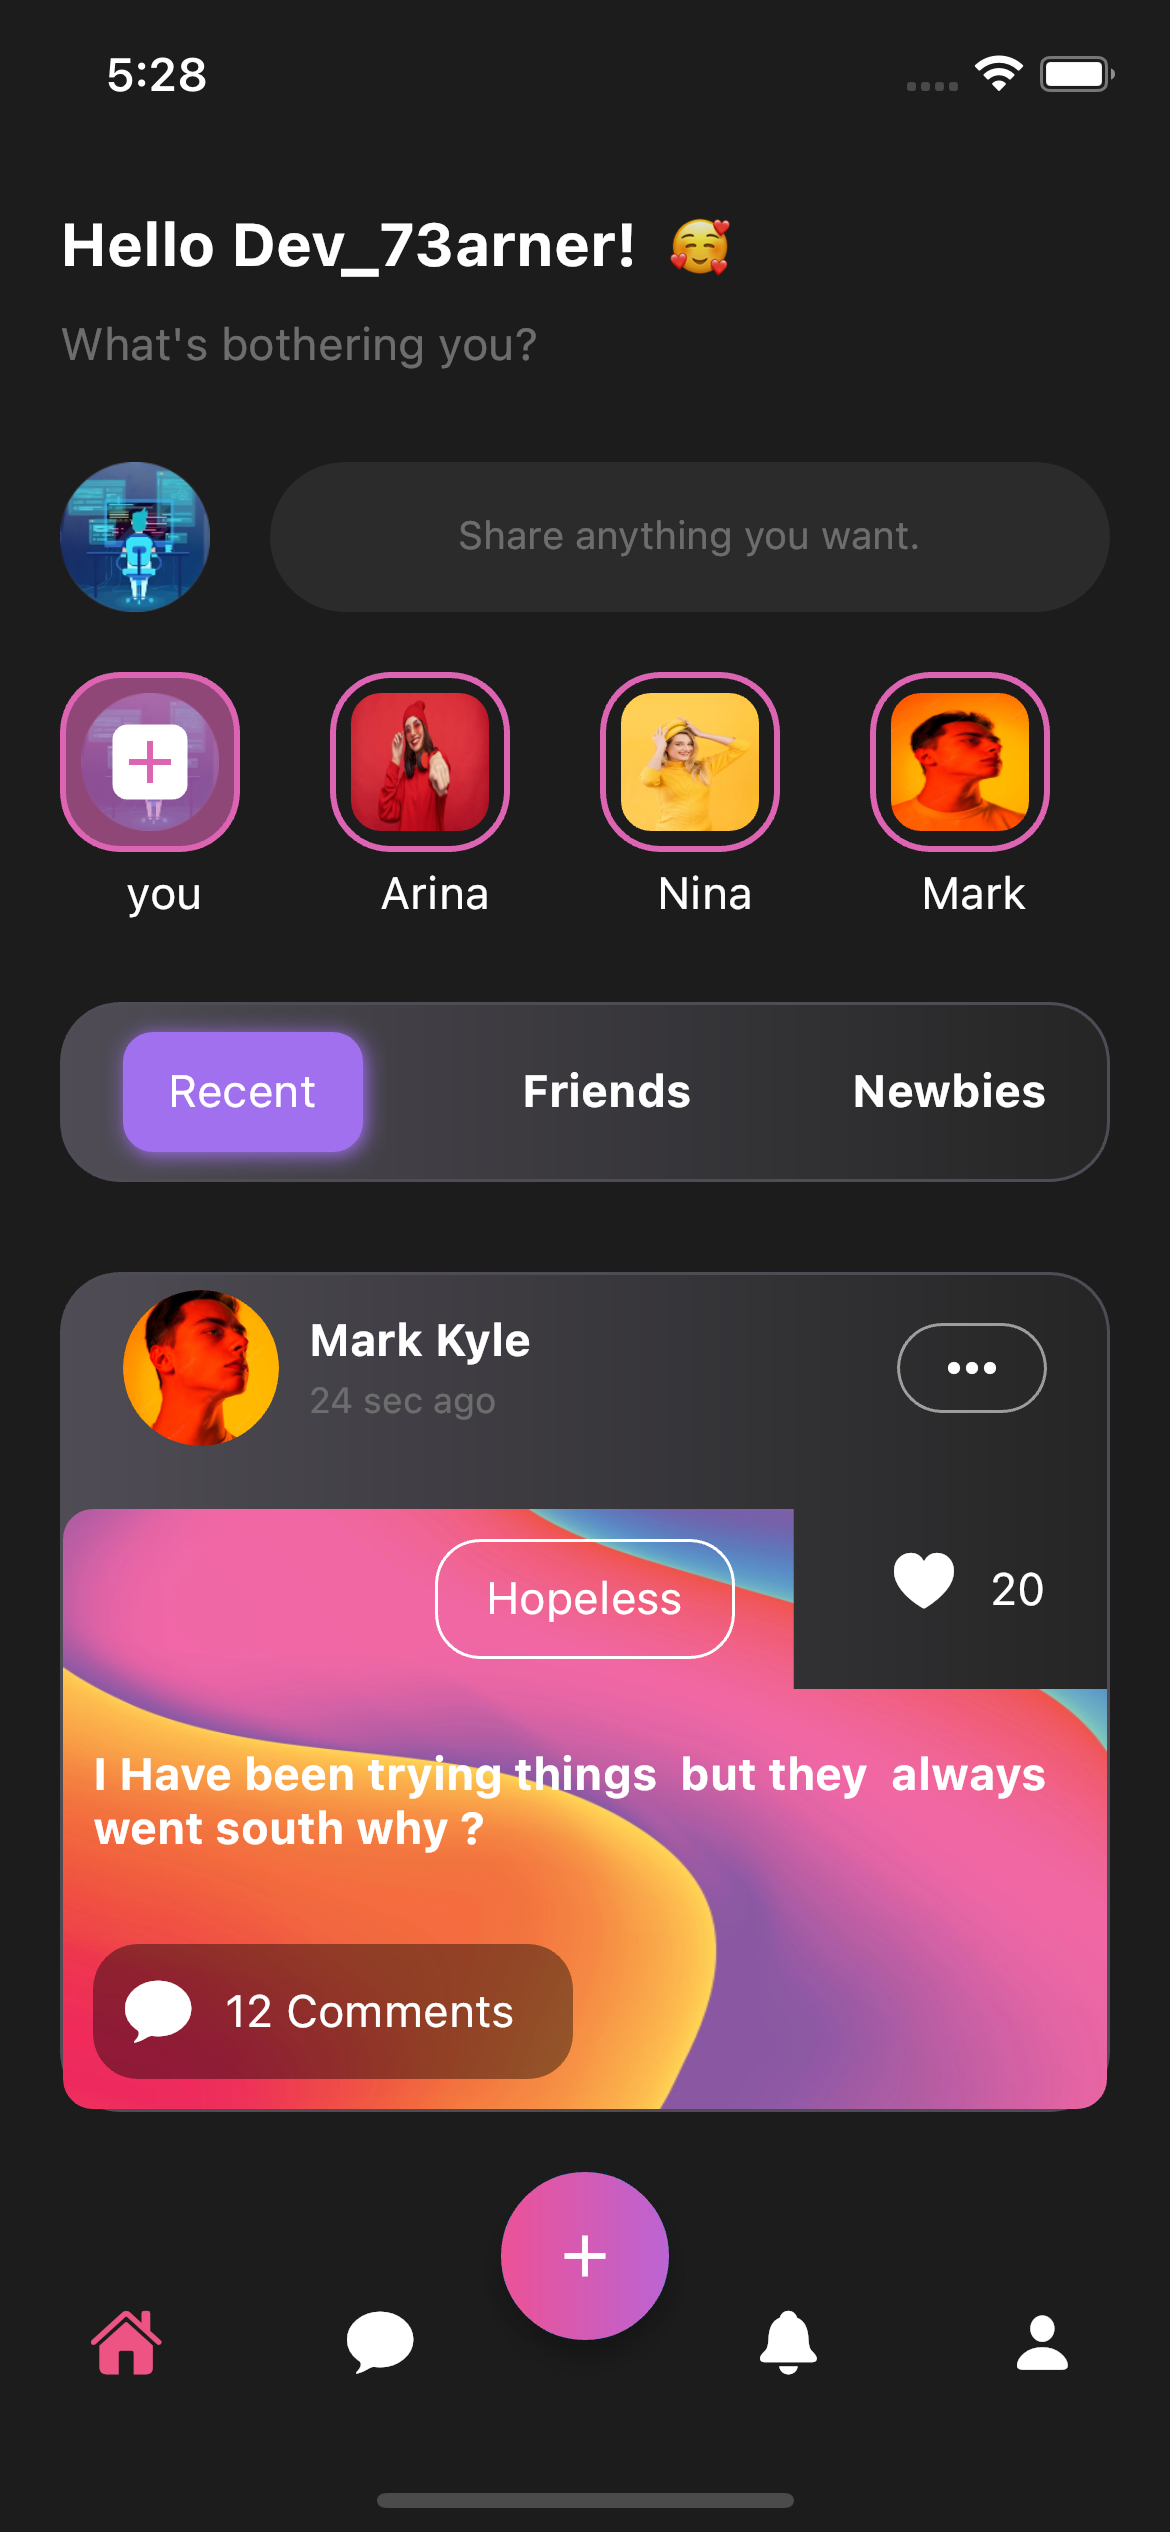 5:28
Hello Dev_73arner! 🥰
What's bothering you?
Share anything you want.
you Arina Nina Mark
Recent Friends Newbies
Mark Kyle
24 sec ago
Hopeless
20
I Have been trying things  but they  always
went south why ?
12 Comments